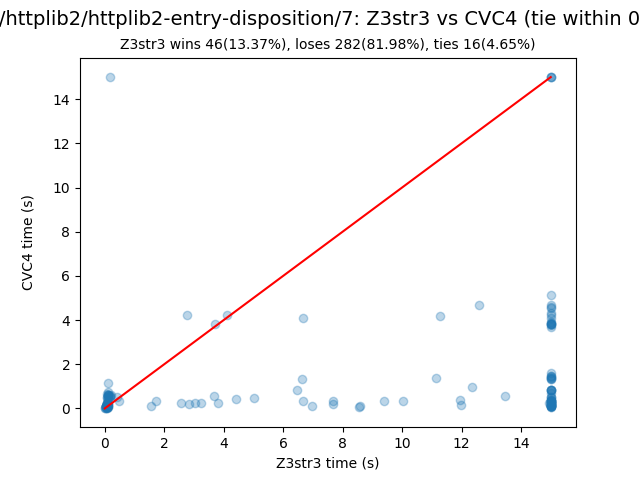 /httplib2/httplib2-entry-disposition/7: Z3str3 vs CVC4 (tie within 0
Z3str3 wins 46(13.37%), loses 282(81.98%), ties 16(4.65%)
14
12
10
8
6
4
2
0
CVC4 time (s)
0 2 4 6 8 10 12 14
Z3str3 time (s)